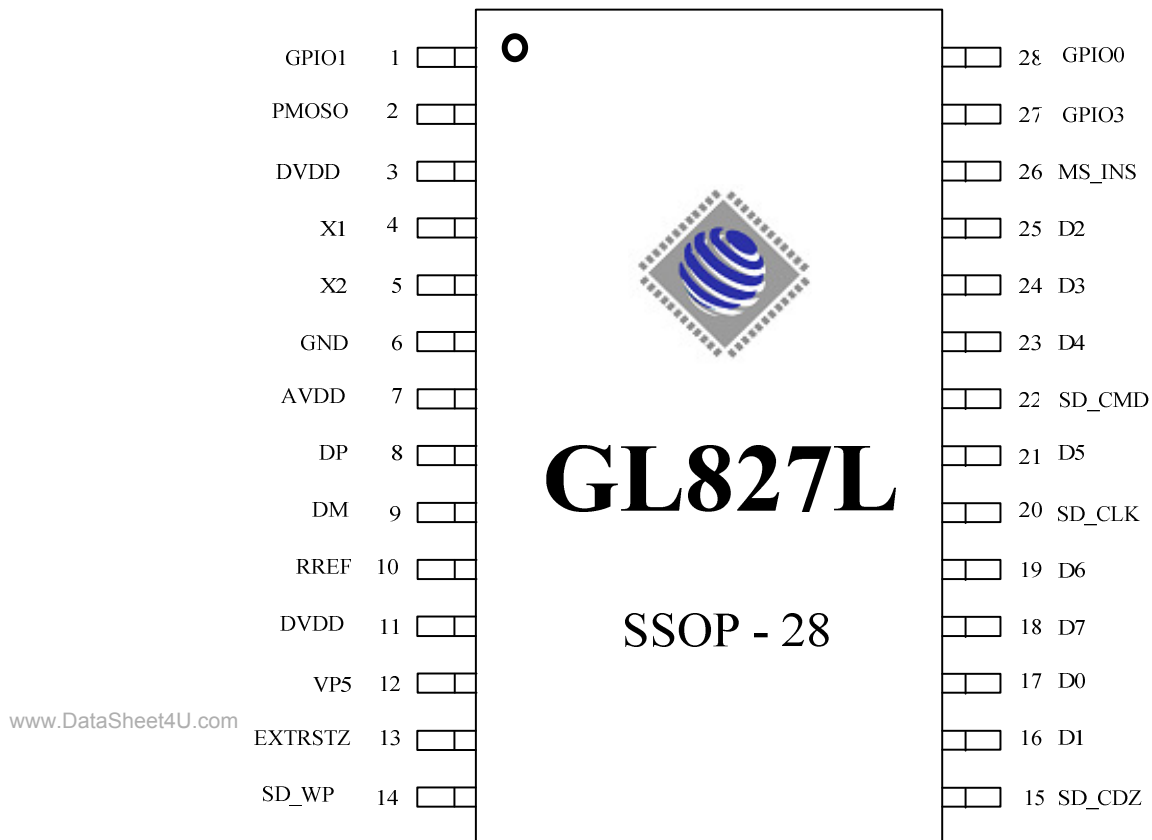 GPIO1 1 28 GPIO0
PMOSO 2 27 GPIO3
DVDD 3 26 MS_INS
X1 4 25 D2
X2 5 24 D3
GND 6 23 D4
AVDD 7 22 SD_CMD
DP 8 21 D5
GL827L
DM 9 20 SD_CLK
RREF 10 19 D6
DVDD 11 18 D7
SSOP - 28
VP5 12 17 D0
www.DataSheet4U.com
EXTRSTZ 13 16 D1
SD_WP 14 15 SD_CDZ